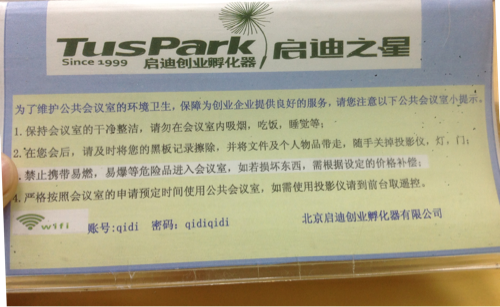 TusPark
启迪之星
Since 1999 启迪创业孵化器
为了维护公共会议室的环境卫生，保障为创业企业提供良好的服务，请您注意以下公共会议室小提示。
1.保持会议室的干净整洁，请勿在会议室内吸烟，吃饭，睡觉等；
2.在您会后，请及时将您的黑板记录擦除，并将文件及个人物品带走，随手关掉投影仪，灯，门；
3.禁止携带易燃，易爆等危险品进入会议室，如若损坏东西，需根据设定的价格补偿；
4.严格按照会议室的申请预定时间使用公共会议室，如需使用投影仪请到前台取遥控。
wifi 账号:qidi 密码：qidiqidi 北京启迪创业孵化器有限公司